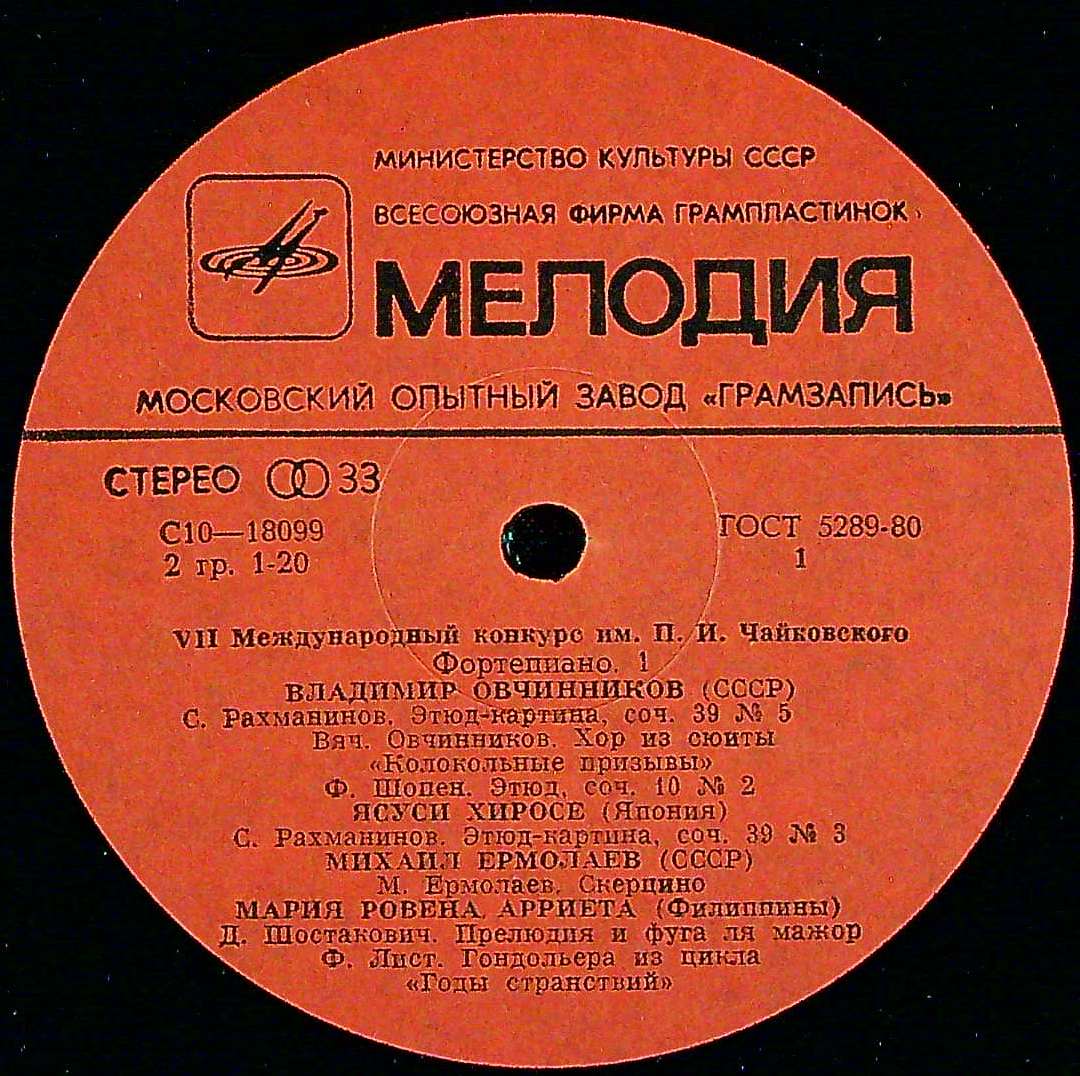 МИНИСТЕРСТВО КУЛЬТУРЫ СССР
ВСЕСОЮЗНАЯ ФИРМА ГРАМПЛАСТИНОК
МЕЛОДИЯ
МОСКОВСКИЙ ОПЫТНЫЙ ЗАВОД «ГРАМЗАПИСЬ»
СТЕРЕО 33
С10—18099 ГОСТ 5289-80
2 гр. 1-20 1
VII Международный конкурс им. П. И. Чайковского
Фортепиано. 1
ВЛАДИМИР ОВЧИННИКОВ (СССР)
С. Рахманинов. Этюд-картина, соч. 39 № 5
Вяч. Овчинников. Хор из сюиты
«Колокольные призывы»
Ф. Шопен. Этюд, соч. 10 № 2
ЯСУСИ ХИРОСЕ (Япония)
С. Рахманинов. Этюд-картина, соч. 39 № 3
МИХАИЛ ЕРМОЛАЕВ (СССР)
М. Ермолаев. Скерцино
МАРИЯ РОВЕНА АРРИЕТА (Филиппины)
Д. Шостакович. Прелюдия и фуга ля мажор
Ф. Лист. Гондольера из цикла
«Годы странствий»